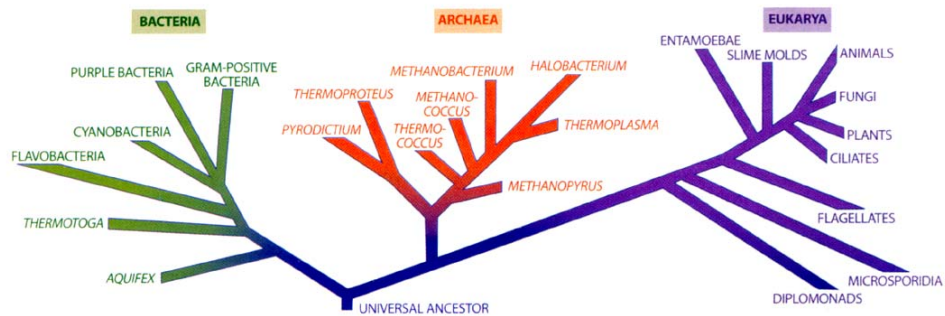 BACTERIA
ARCHAEA
EUKARYA
PURPLE BACTERIA
GRAM-POSITIVE
BACTERIA
CYANOBACTERIA
FLAVOBACTERIA
THERMOTOGA
AQUIFEX
METHANOBACTERIUM
HALOBACTERIUM
THERMOPROTEUS
METHANO-
COCCUS
PYRODICTIUM
THERMO-
COCCUS
THERMOPLASMA
METHANOPYRUS
ENTAMOEBAE
SLIME MOLDS
ANIMALS
FUNGI
PLANTS
CILIATES
FLAGELLATES
MICROSPORIDIA
DIPLOMONADS
UNIVERSAL ANCESTOR